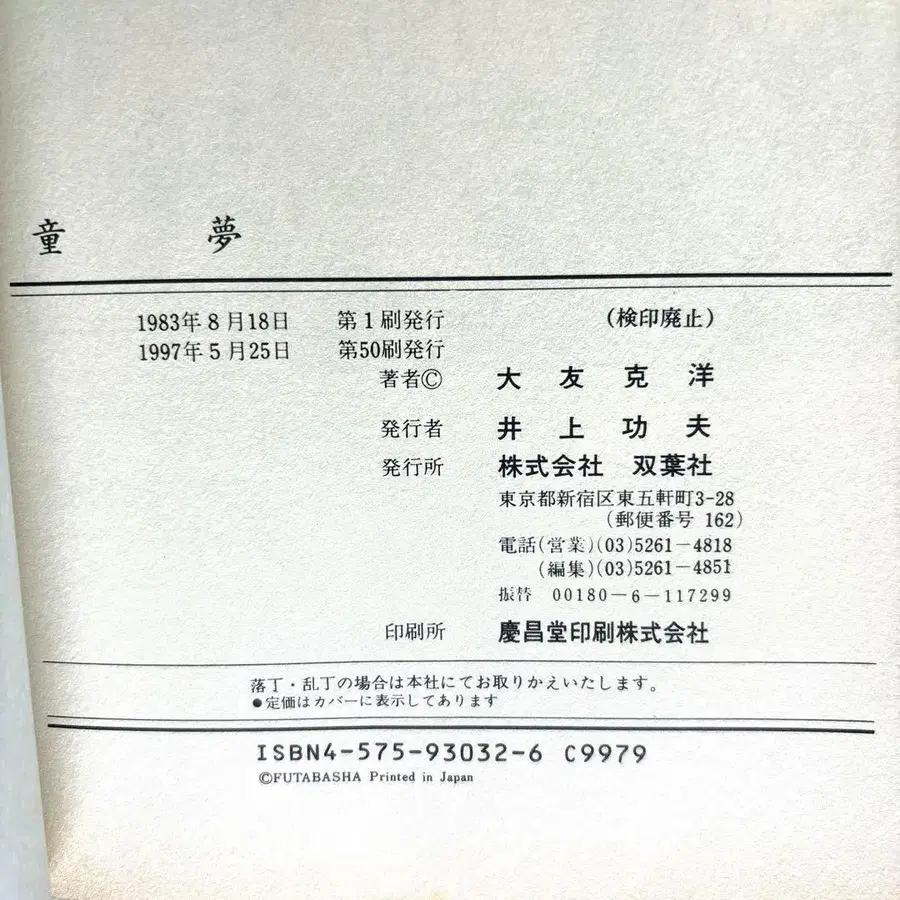 童 夢
1983年8月18日 第1刷発行 (検印廃止)
1997年5月25日 第50刷発行
著者© 大友克洋
発行者 井上功夫
発行所 株式会社 双葉社
東京都新宿区東五軒町3-28
(郵便番号 162)
電話(営業)(03)5261-4818
(編集)(03)5261-4851
振替 00180-6-117299
印刷所 慶昌堂印刷株式会社
落丁・乱丁の場合は本社にてお取りかえいたします。
●定価はカバーに表示してあります
ISBN4-575-93032-6 C9979
©FUTABASHA Printed in Japan